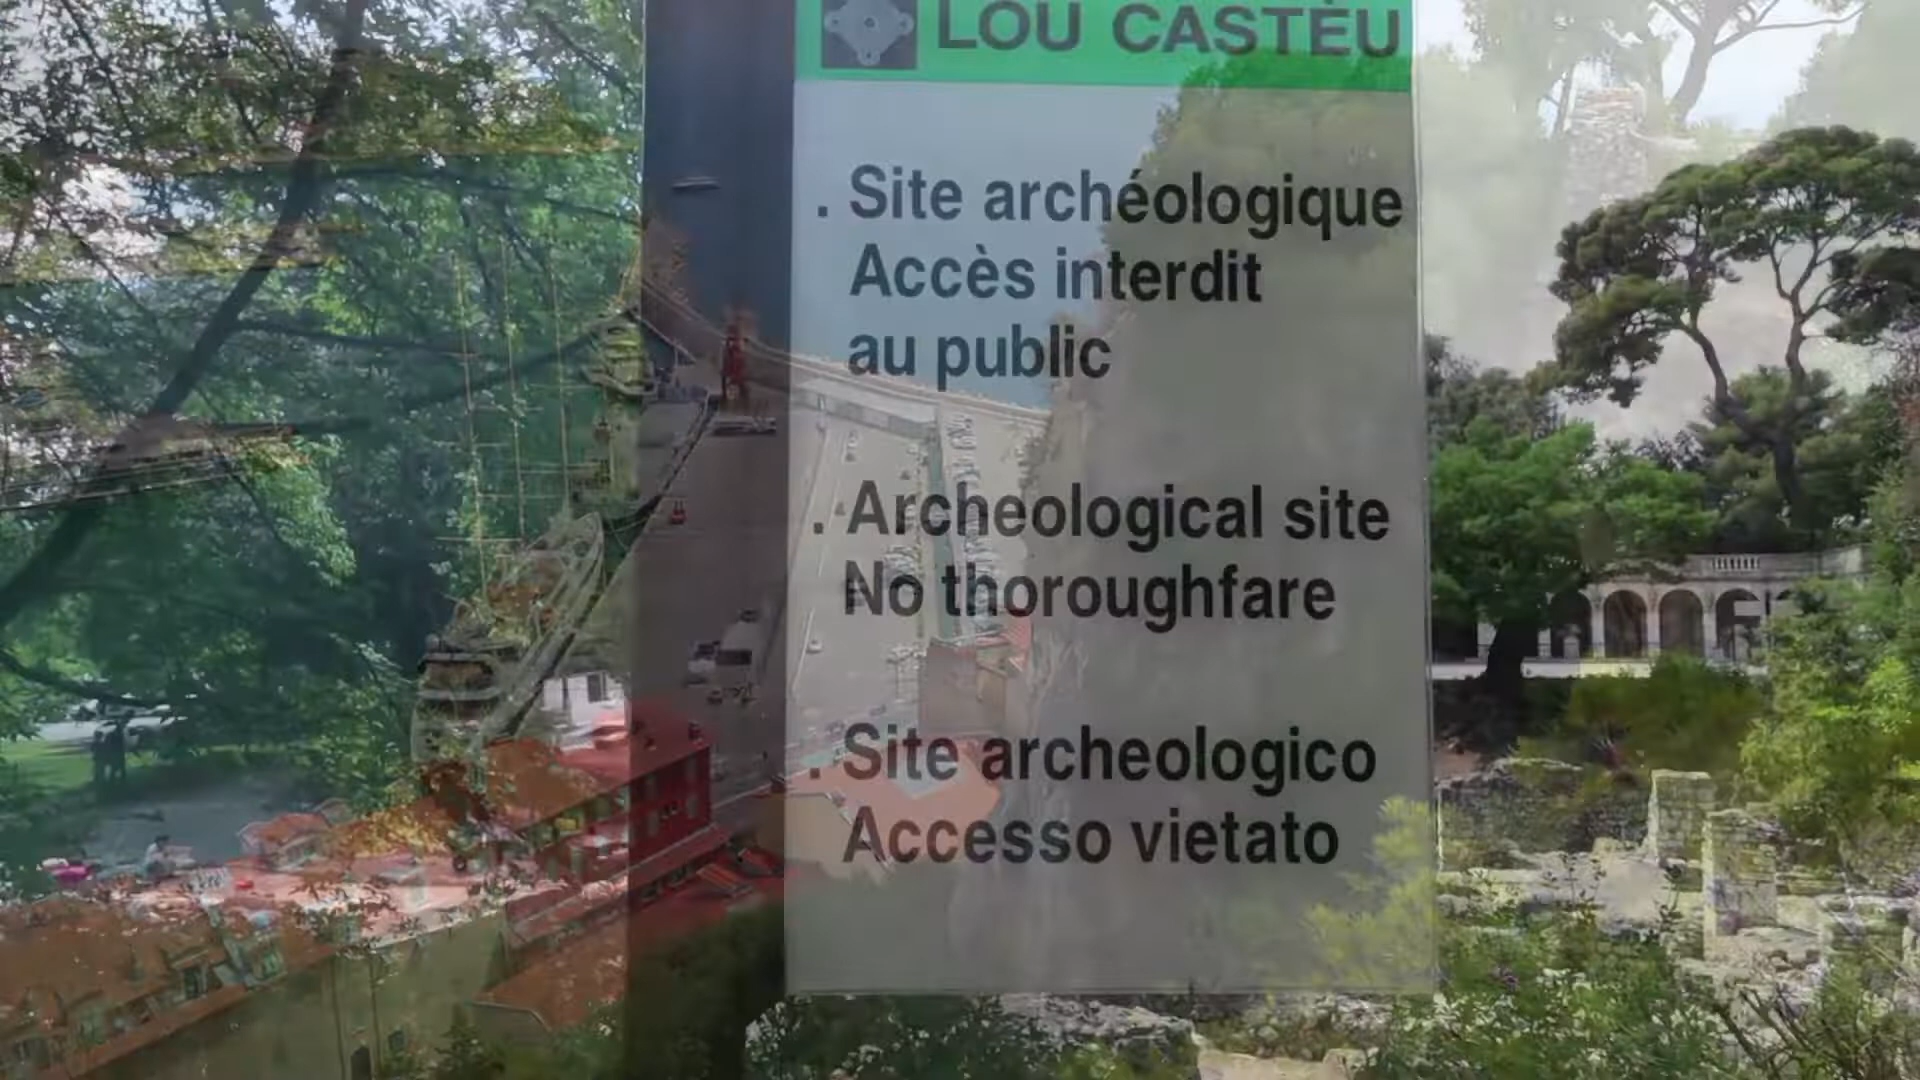 LOU CASTÈU
. Site archéologique
Accès interdit
au public
. Archeological site
No thoroughfare
. Site archeologico
Accesso vietato